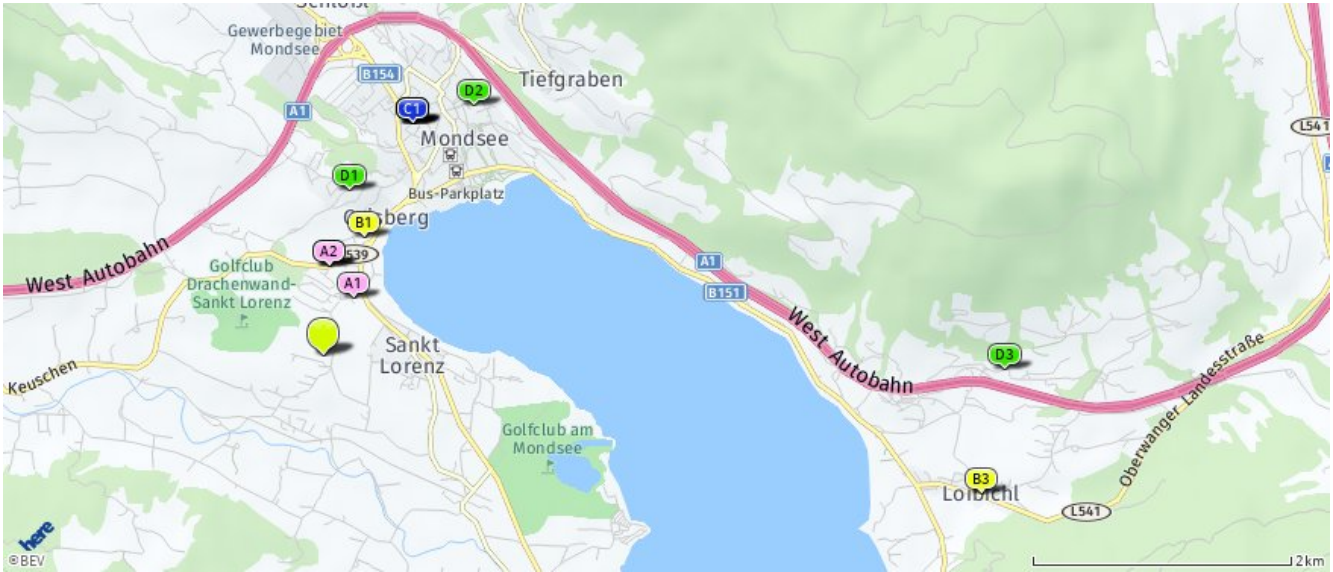 Gewerbegebiet
Mondsee
B154
Tiefgraben
D2
A1
C1
Mondsee
L541
D1
Bus-Parkplatz
B1
A2
539
West Autobahn
Golfclub
Drachenwand-
Sankt Lorenz
A1
A1
B151
West Autobahn
Sankt
Lorenz
Keuschen
D3
Oberwanger Landesstraße
Golfclub am
Mondsee
B3
L541
here
©BEV
2km